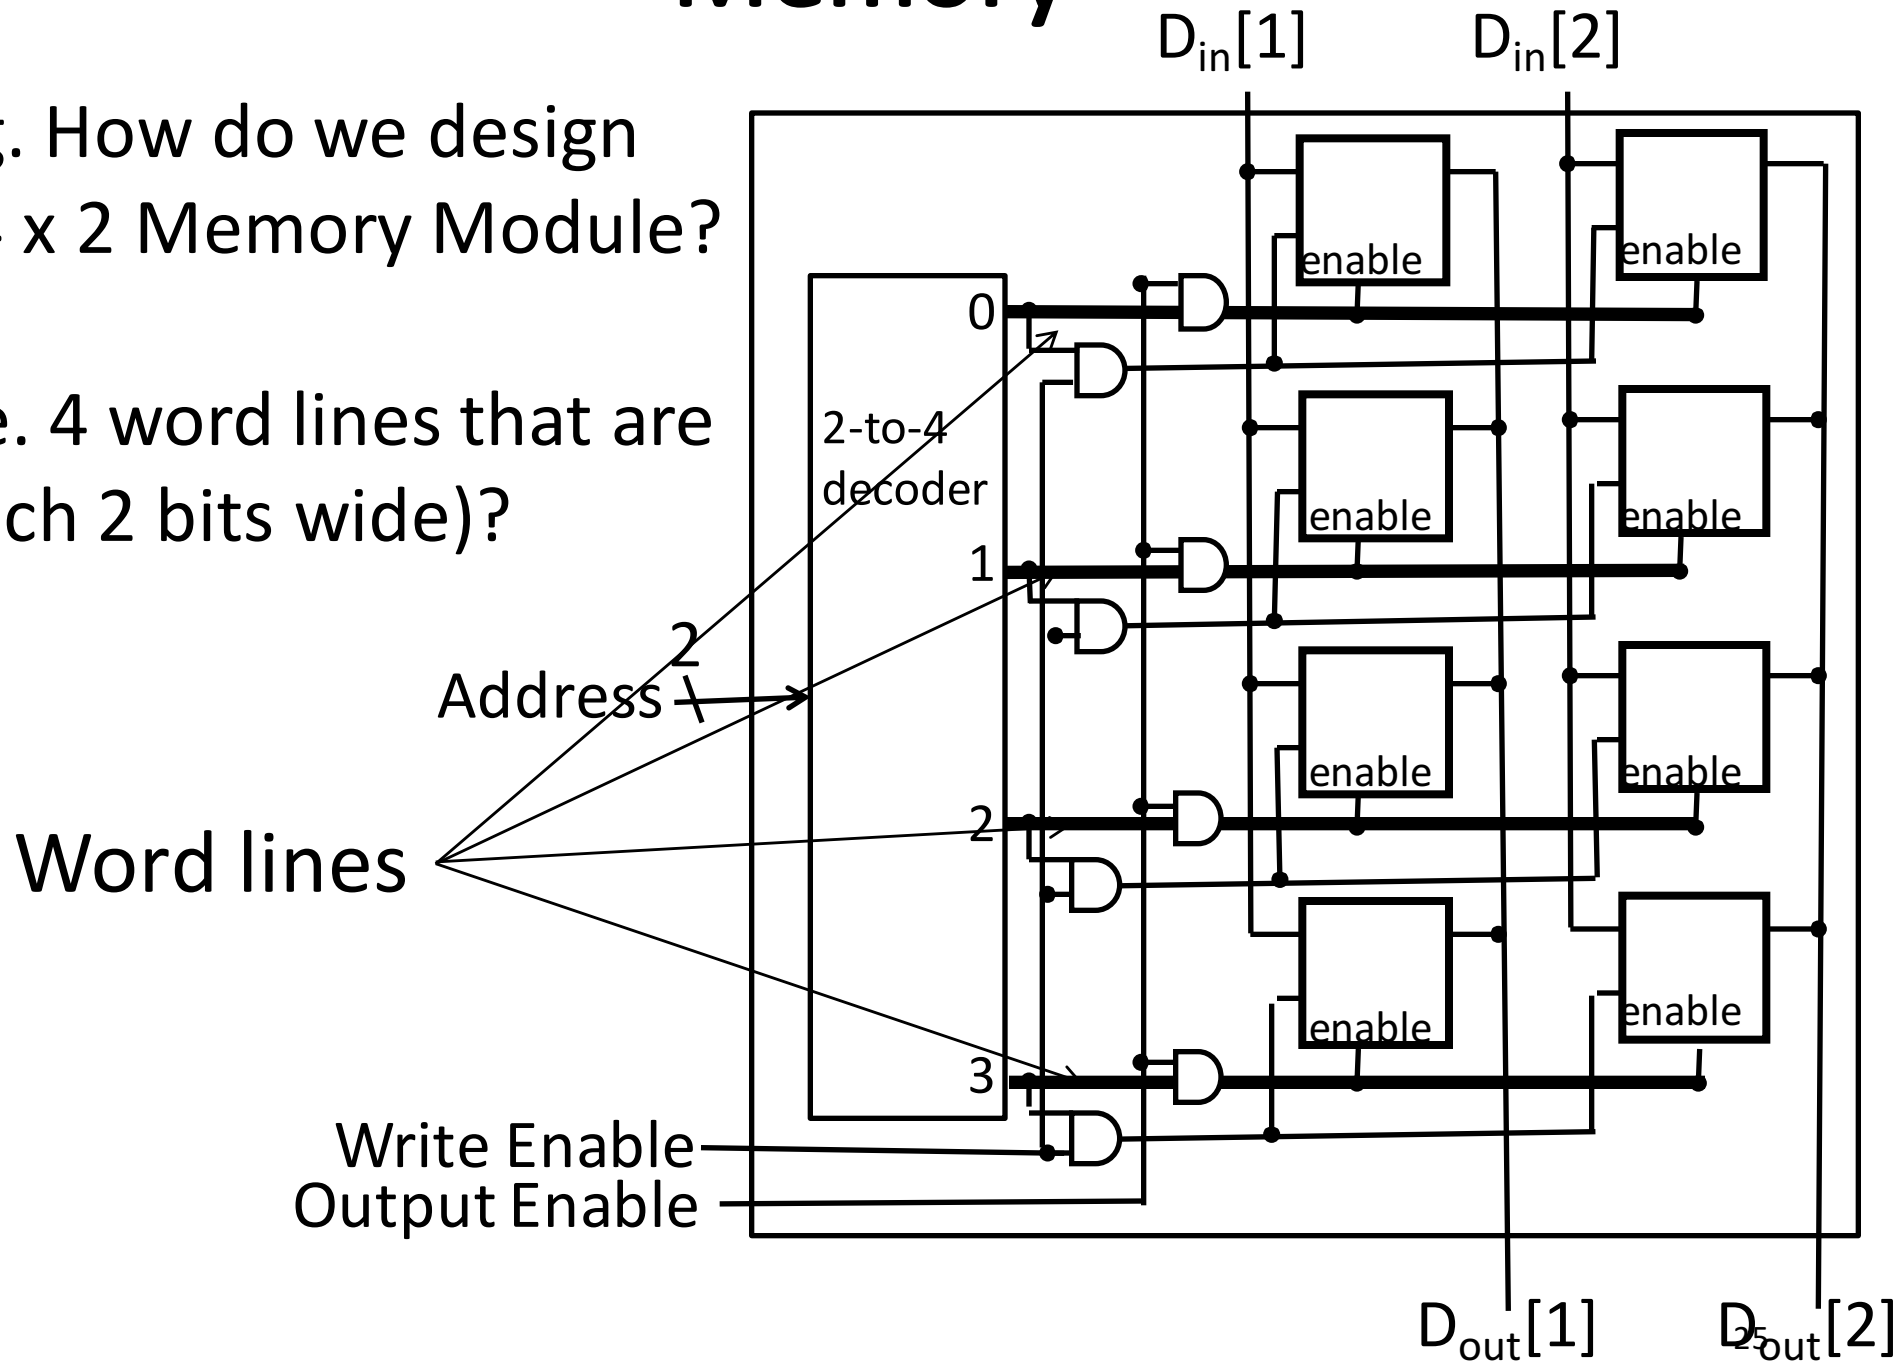 Memory
D_in[1] D_in[2]
g. How do we design
x 2 Memory Module?
e. 4 word lines that are
ch 2 bits wide)?
enable enable
0
2-to-4
decoder
enable enable
1
2
Address
enable enable
2
Word lines
enable enable
3
Write Enable
Output Enable
D_out[1] D_out[2]
25